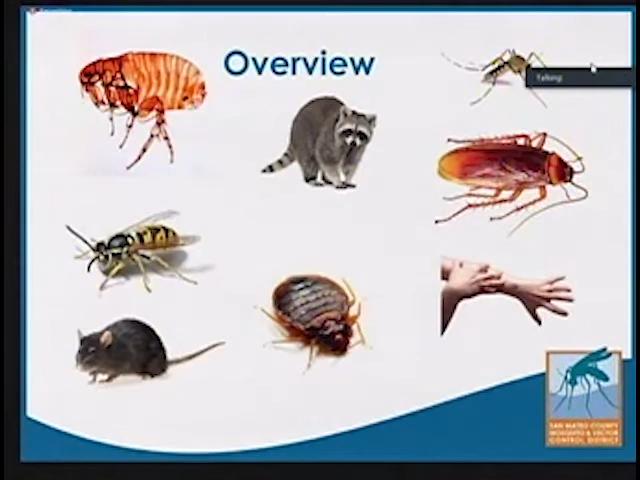 Overview
Talking:
SAN MATEO COUNTY
MOSQUITO & VECTOR
CONTROL DISTRICT